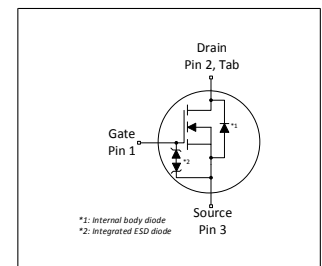 Drain
Pin 2, Tab
*1
Gate
Pin 1
*2
Source
Pin 3
*1: Internal body diode
*2: Integrated ESD diode